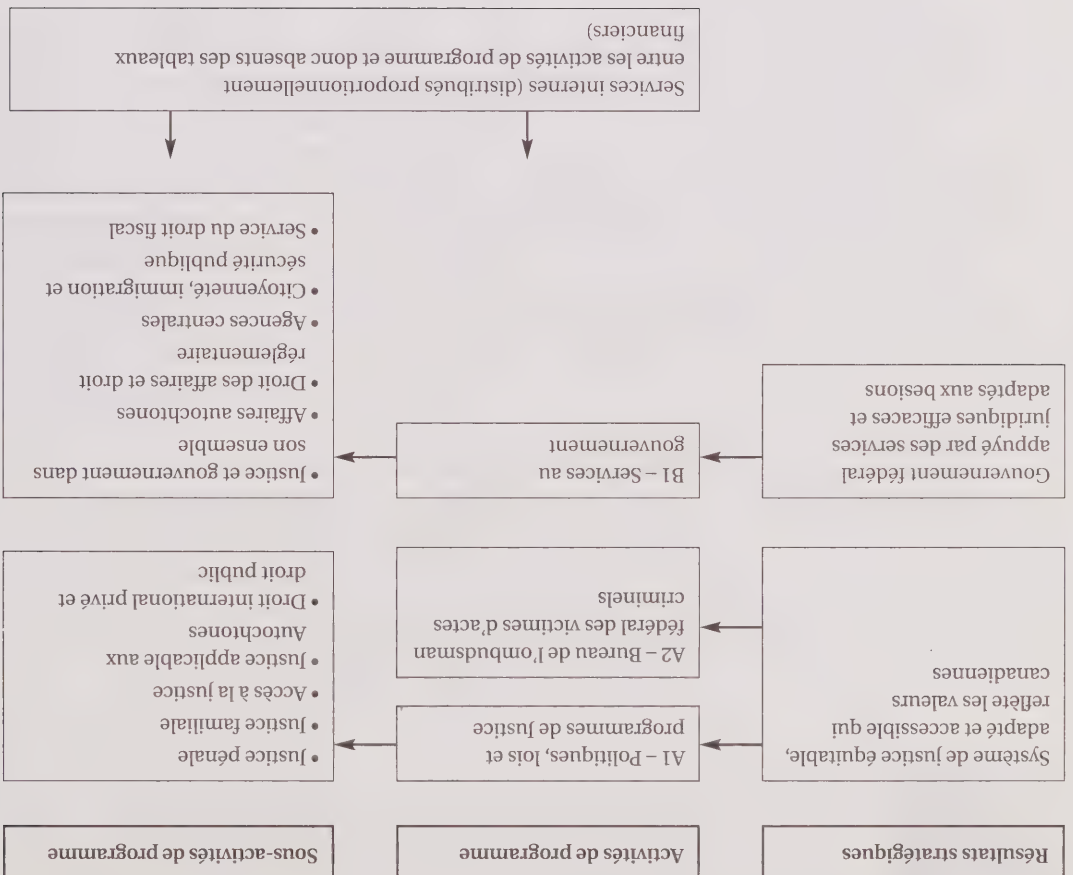 Résultats stratégiques
Activités de programme
Sous-activités de programme
Système de justice équitable,
adapté et accessible qui
reflète les valeurs
canadiennes
A1 – Politiques, lois et
programmes de Justice
A2 – Bureau de l'ombudsman
fédéral des victimes d'actes
criminels
• Justice pénale
• Justice familiale
• Accès à la justice
• Justice applicable aux
Autochtones
• Droit international privé et
droit public
Gouvernement fédéral
appuyé par des services
juridiques efficaces et
adaptés aux besions
B1 – Services au
gouvernement
• Justice et gouvernement dans
son ensemble
• Affaires autochtones
• Droit des affaires et droit
réglementaire
• Agences centrales
• Citoyenneté, immigration et
sécurité publique
• Service du droit fiscal
Services internes (distribués proportionnellement
entre les activités de programme et donc absents des tableaux
financiers)